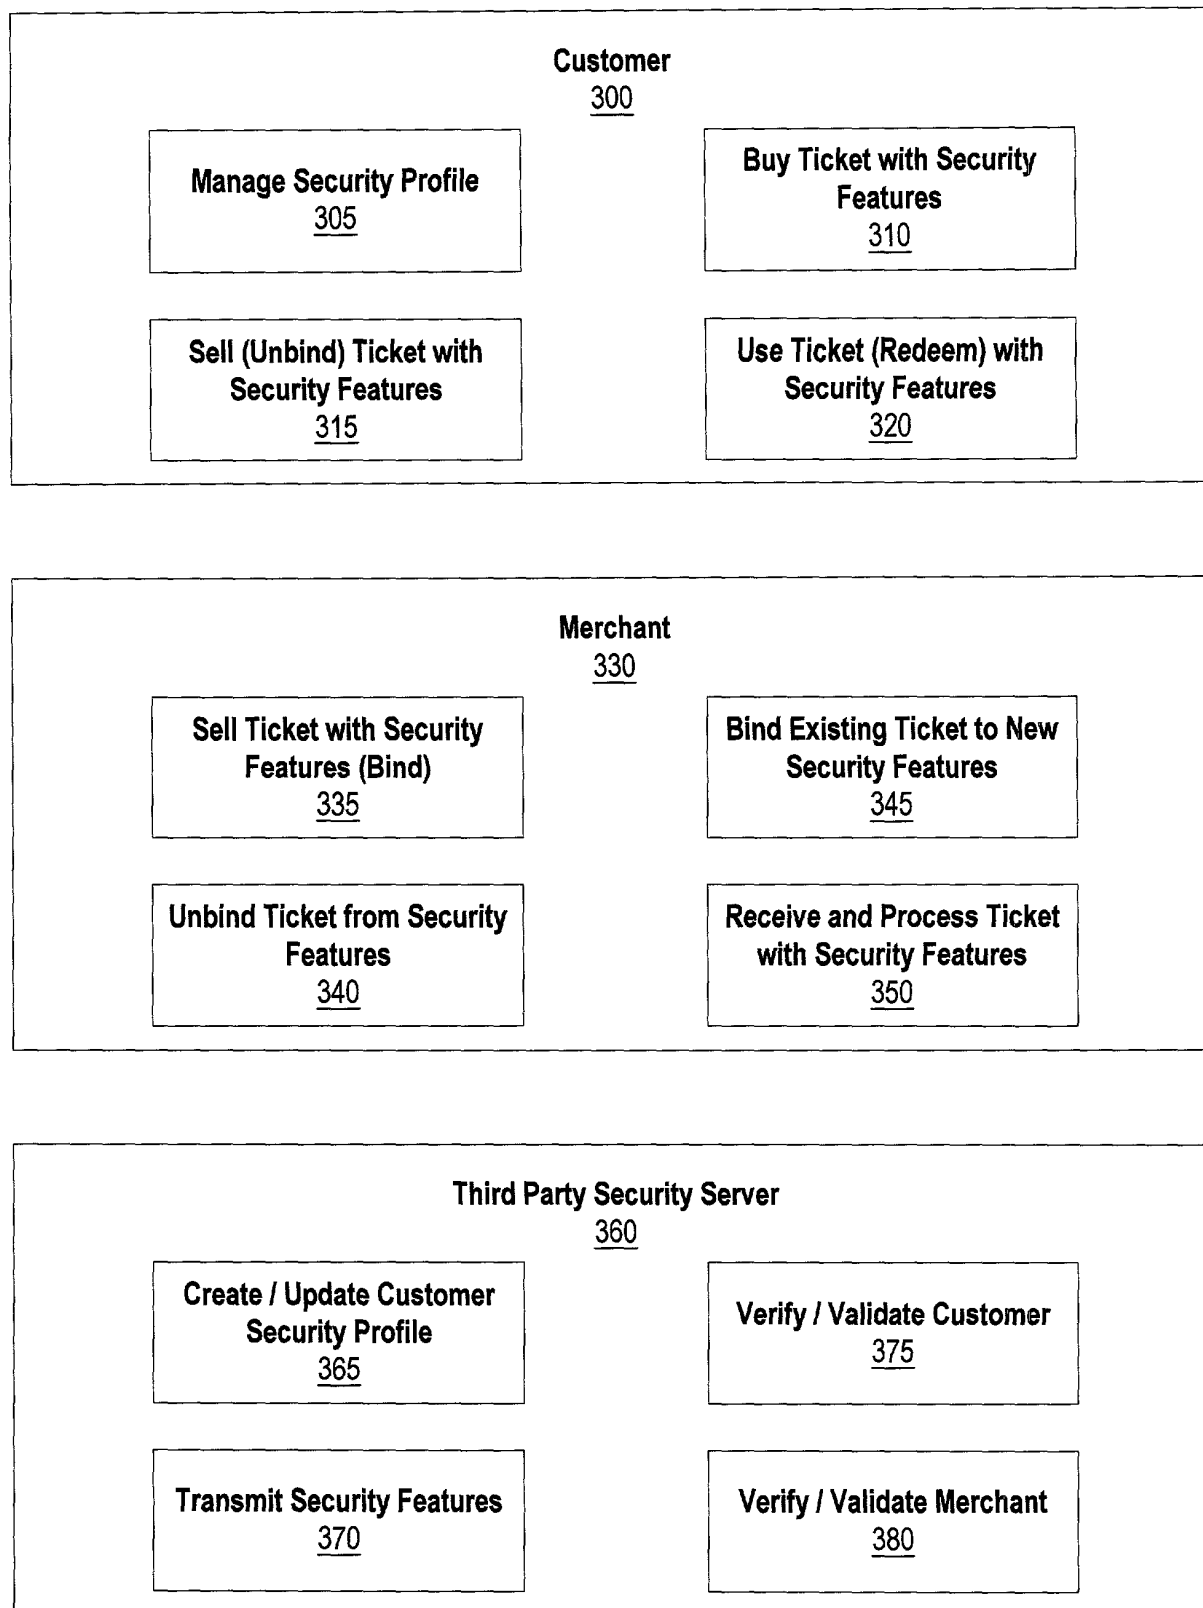 Customer
300
Manage Security Profile
305
Buy Ticket with Security
Features
310
Sell (Unbind) Ticket with
Security Features
315
Use Ticket (Redeem) with
Security Features
320
Merchant
330
Sell Ticket with Security
Features (Bind)
335
Bind Existing Ticket to New
Security Features
345
Unbind Ticket from Security
Features
340
Receive and Process Ticket
with Security Features
350
Third Party Security Server
360
Create / Update Customer
Security Profile
365
Verify / Validate Customer
375
Transmit Security Features
370
Verify / Validate Merchant
380